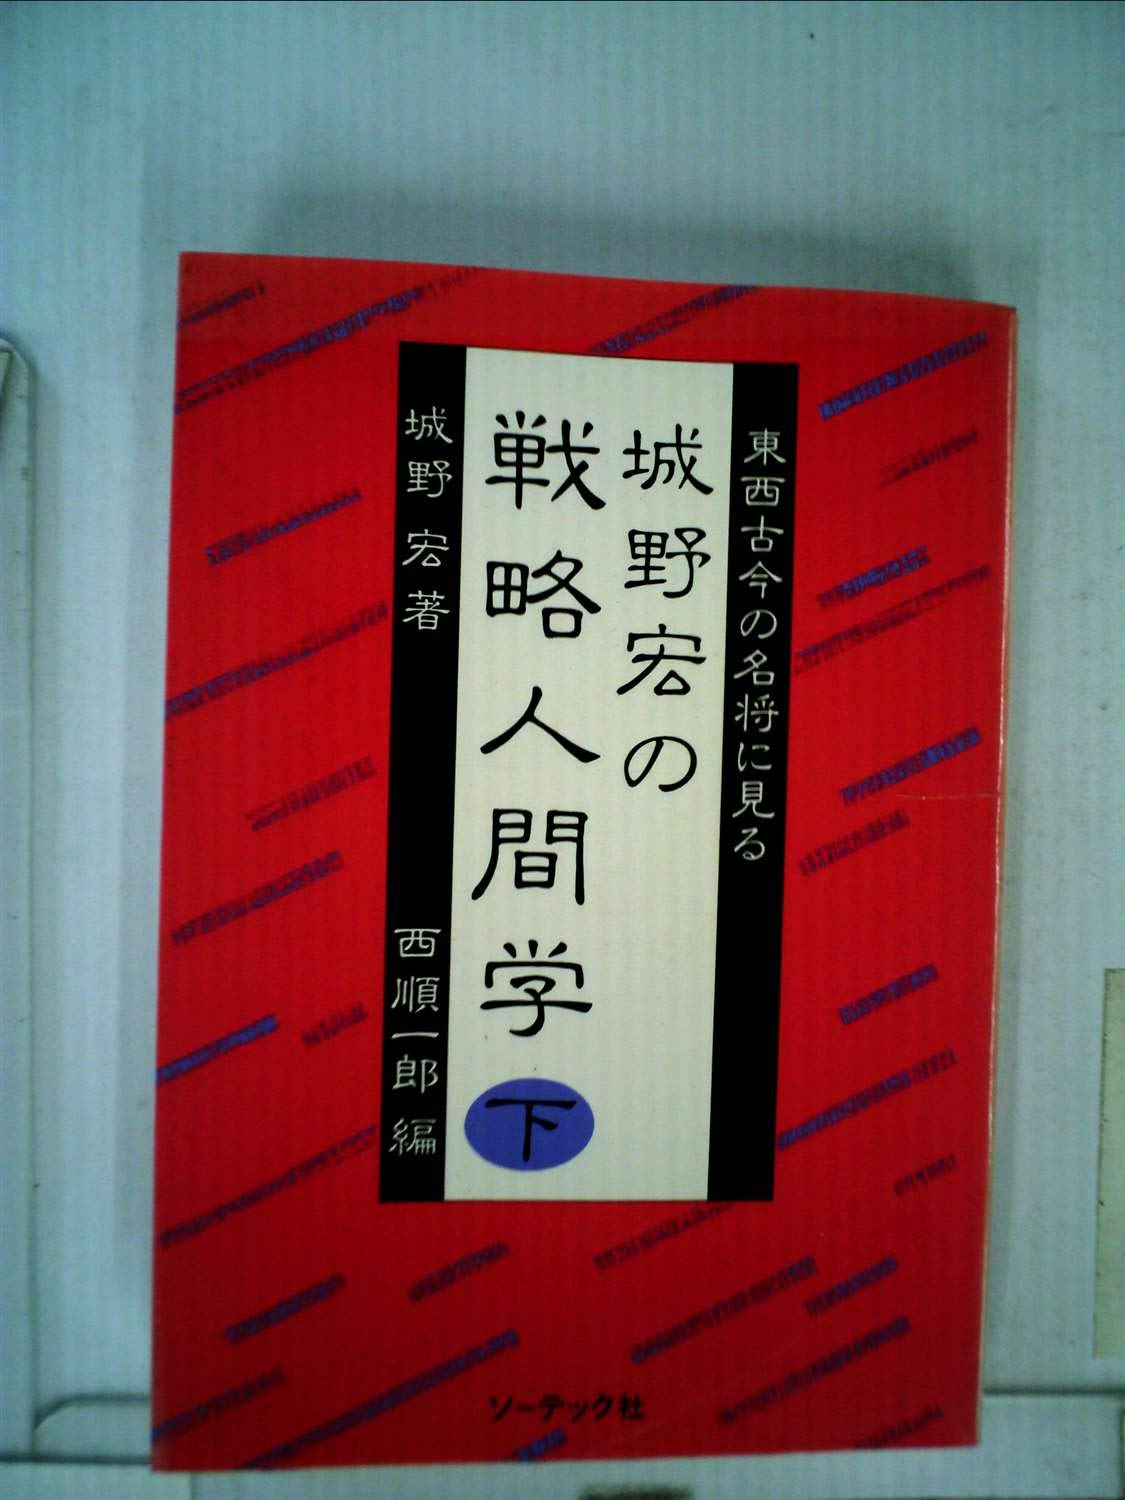 東西古今の名将に見る
城野宏の
戦略人間学
下
城野宏著
西順一郎編
ソーテック社